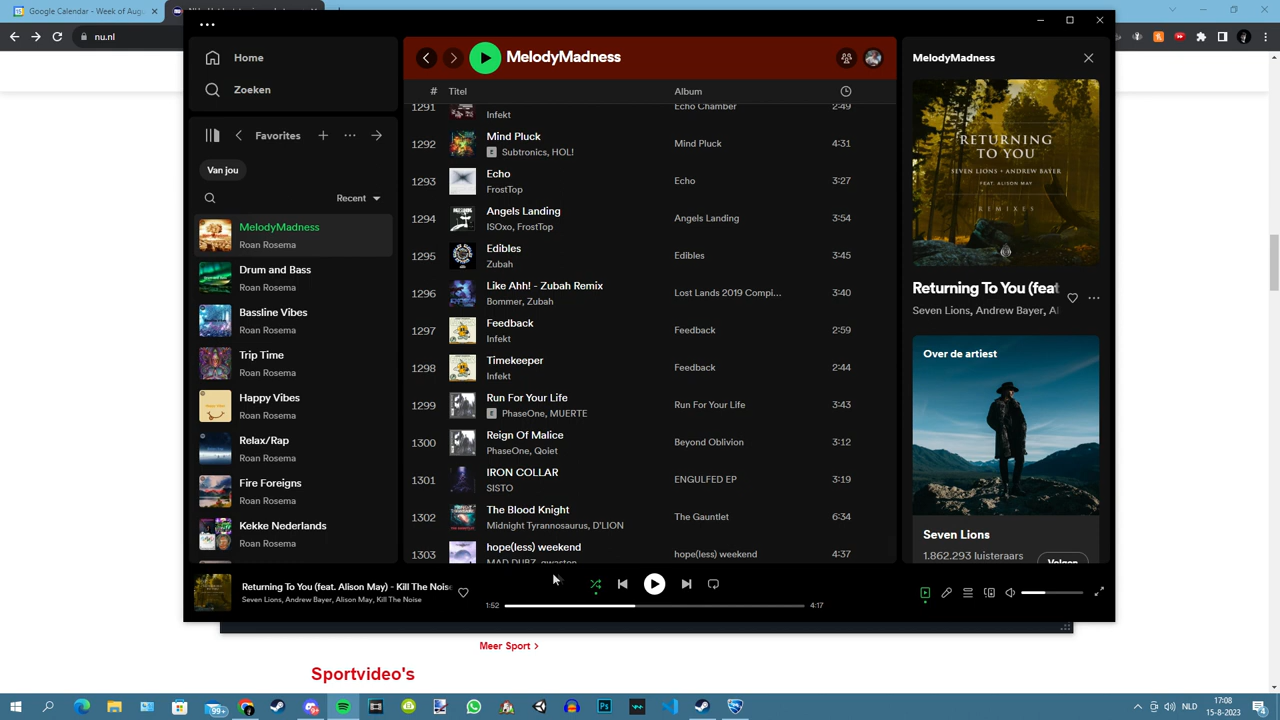 Google Calendar - Week of Aug
nu.nl
Home
Zoeken
Favorites
Van jou
Recent
MelodyMadness
Roan Rosema
Drum and Bass
Roan Rosema
Bassline Vibes
Roan Rosema
Trip Time
Roan Rosema
Happy Vibes
Roan Rosema
Relax/Rap
Roan Rosema
Fire Foreigns
Roan Rosema
Kekke Nederlands
Roan Rosema
MelodyMadness
# Titel Album
1291 Echo Chamber 2:49
Infekt
1292 Mind Pluck Mind Pluck 4:31
E Subtronics, HOL!
1293 Echo Echo 3:27
FrostTop
1294 Angels Landing Angels Landing 3:54
ISOxo, FrostTop
1295 Edibles Edibles 3:45
Zubah
1296 Like Ahh! - Zubah Remix Lost Lands 2019 Compi... 3:40
Bommer, Zubah
1297 Feedback Feedback 2:59
Infekt
1298 Timekeeper Feedback 2:44
Infekt
1299 Run For Your Life Run For Your Life 3:43
E PhaseOne, MUERTE
1300 Reign Of Malice Beyond Oblivion 3:12
PhaseOne, Qoiet
1301 IRON COLLAR ENGULFED EP 3:19
SISTO
1302 The Blood Knight The Gauntlet 6:34
Midnight Tyrannosaurus, D'LION
1303 hope(less) weekend hope(less) weekend 4:37
MAD DUBZ, gwasten
MelodyMadness
RETURNING
TO YOU
SEVEN LIONS • ANDREW BAYER
FEAT. ALISON MAY
REMIXES
Returning To You (feat
Seven Lions, Andrew Bayer, Al
Over de artiest
Seven Lions
1.862.293 luisteraars
Volgen
Returning To You (feat. Alison May) - Kill The Noise
Seven Lions, Andrew Bayer, Alison May, Kill The Noise
1:52 4:17
Meer Sport >
Sportvideo's
99+
NLD
17:08
15-8-2023
4